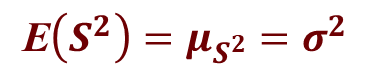 E(S²) = μ_{S²} = σ²